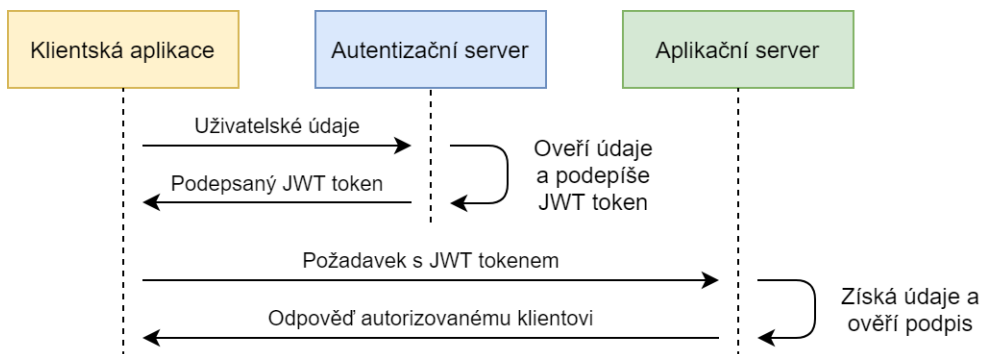 Klientská aplikace
Autentizační server
Aplikační server
Uživatelské údaje
Ověří údaje
a podepíše
JWT token
Podepsaný JWT token
Požadavek s JWT tokenem
Získá údaje a
ověří podpis
Odpověď autorizovanému klientovi